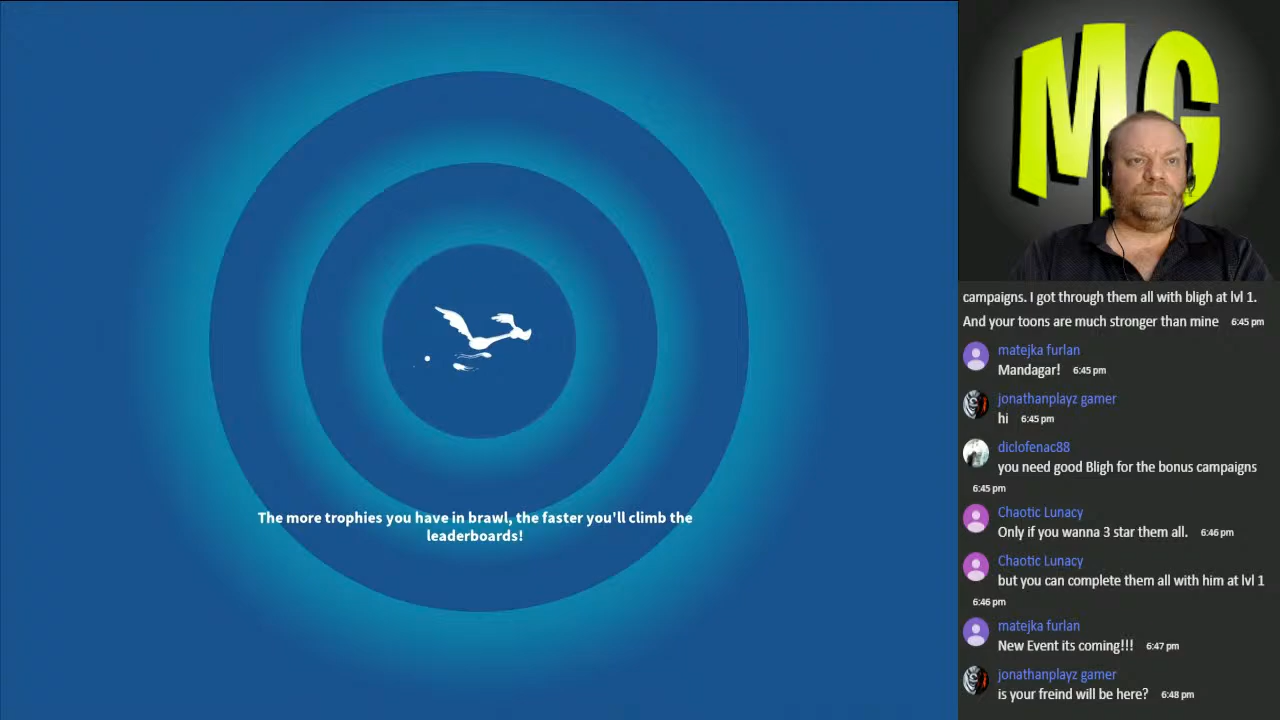 MG
The more trophies you have in brawl, the faster you'll climb the
leaderboards!
campaigns. I got through them all with bligh at lvl 1.
And your toons are much stronger than mine 6:45 pm
matejka furlan
Mandagar! 6:45 pm
jonathanplayz gamer
hi 6:45 pm
diclofenac88
you need good Bligh for the bonus campaigns
6:45 pm
Chaotic Lunacy
Only if you wanna 3 star them all. 6:46 pm
Chaotic Lunacy
but you can complete them all with him at lvl 1
6:46 pm
matejka furlan
New Event its coming!!! 6:47 pm
jonathanplayz gamer
is your freind will be here? 6:48 pm